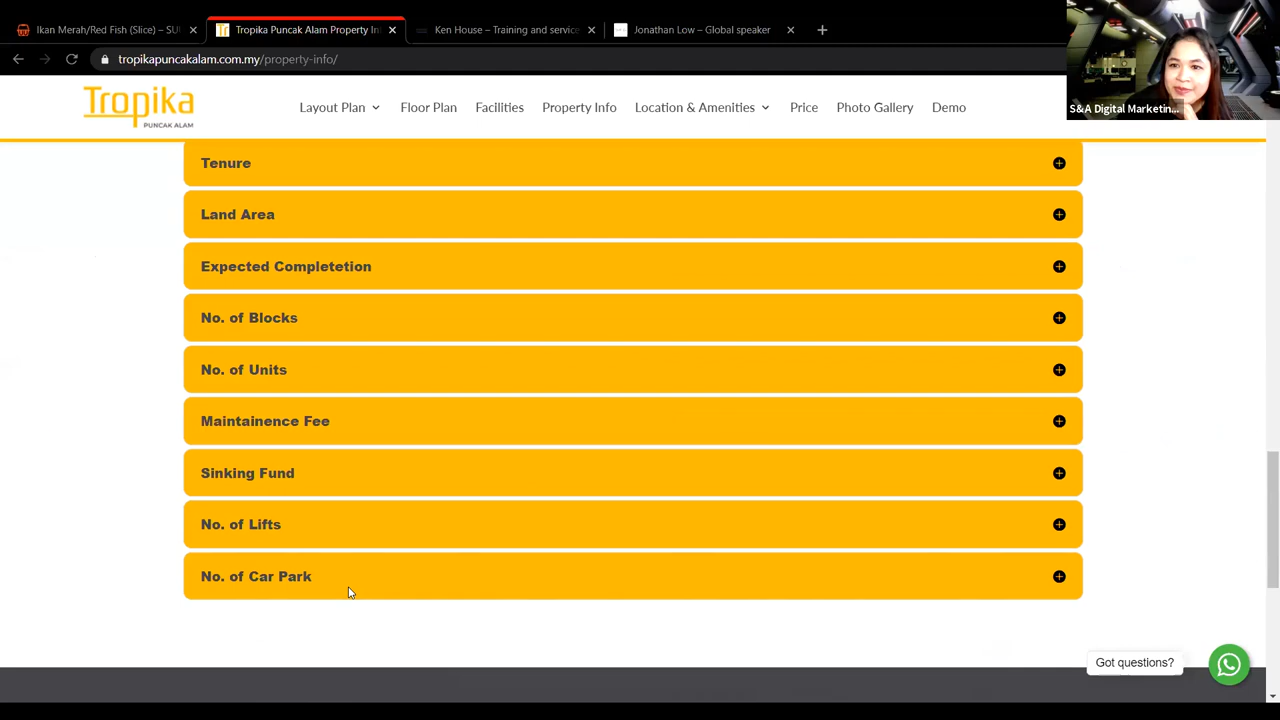 Ikan Merah/Red Fish (Slice) – SU
Tropika Puncak Alam Property In
Ken House – Training and service
Jonathan Low – Global speaker
tropikapuncakalam.com.my/property-info/
S&A Digital Marketin...
Tropika
PUNCAK ALAM
Layout Plan
Floor Plan
Facilities
Property Info
Location & Amenities
Price
Photo Gallery
Demo
Tenure
Land Area
Expected Completetion
No. of Blocks
No. of Units
Maintainence Fee
Sinking Fund
No. of Lifts
No. of Car Park
Got questions?